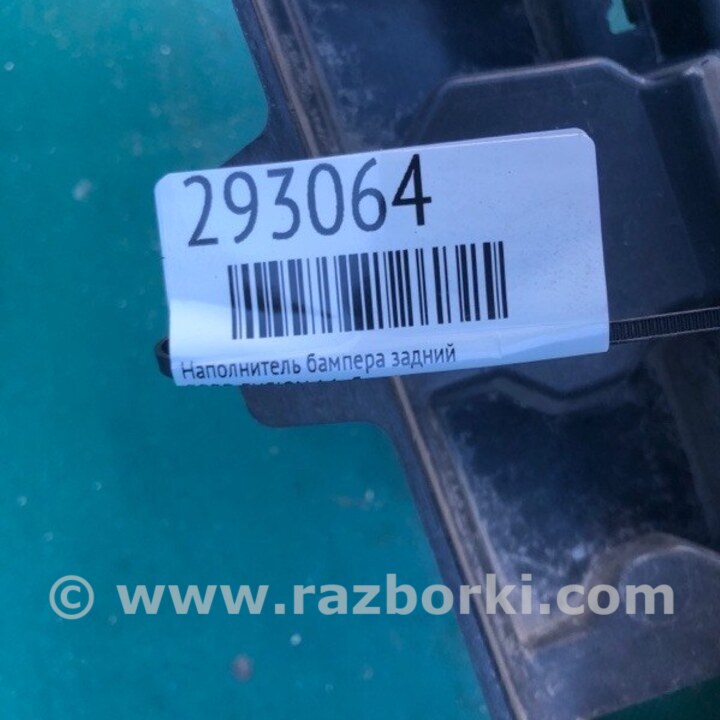 293064
Наполнитель бампера задний
© www.razborki.com